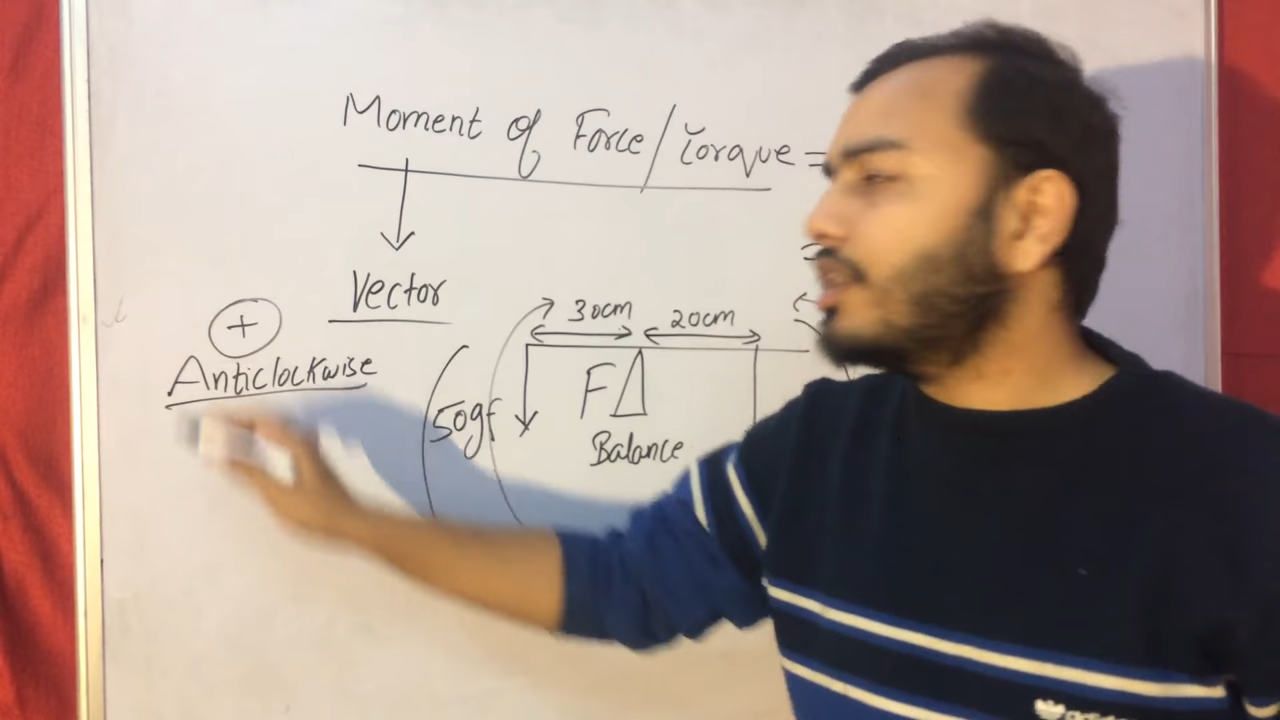 Moment of Force/Torque =
Vector
+
Anticlockwise
30cm 20cm
50gf
F
Balance